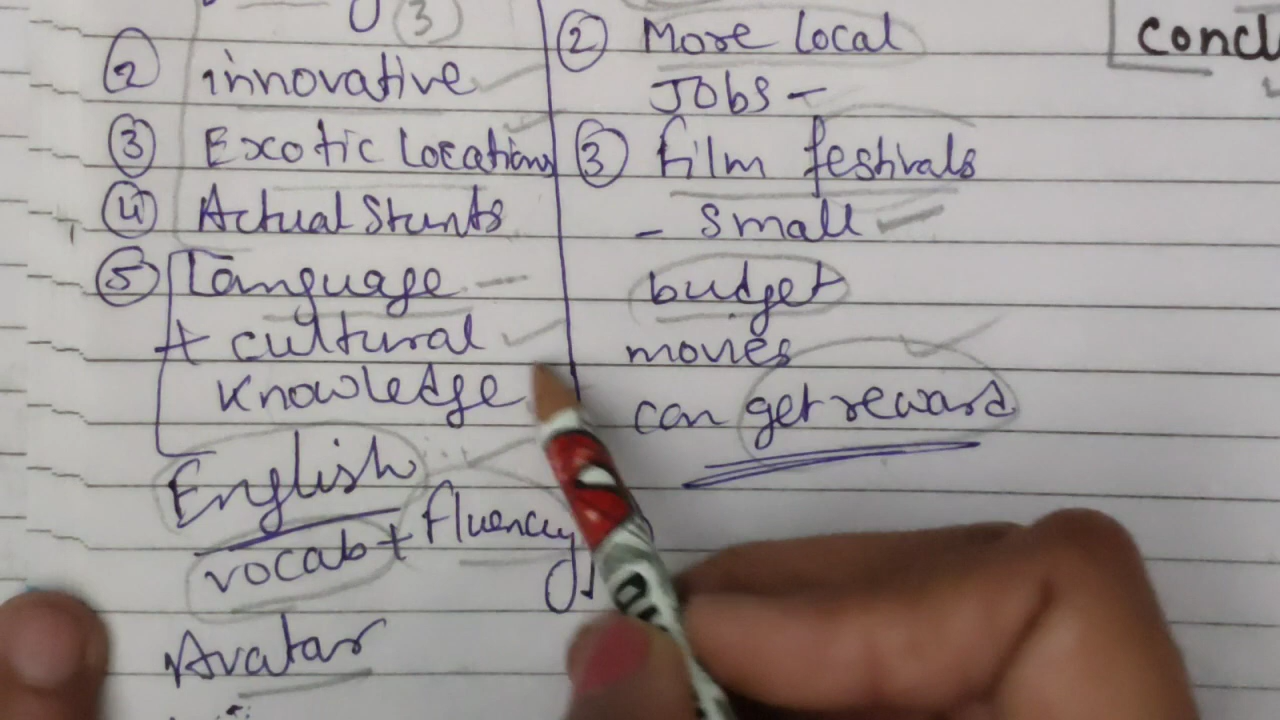 ③
② innovative
③ Exotic Locations
④ Actual Stunts
⑤ Language
+ cultural
Knowledge
English
vocab + fluency
Avatar
② More local
Jobs -
③ film festivals
- small
budget
movies
can get reward
concl